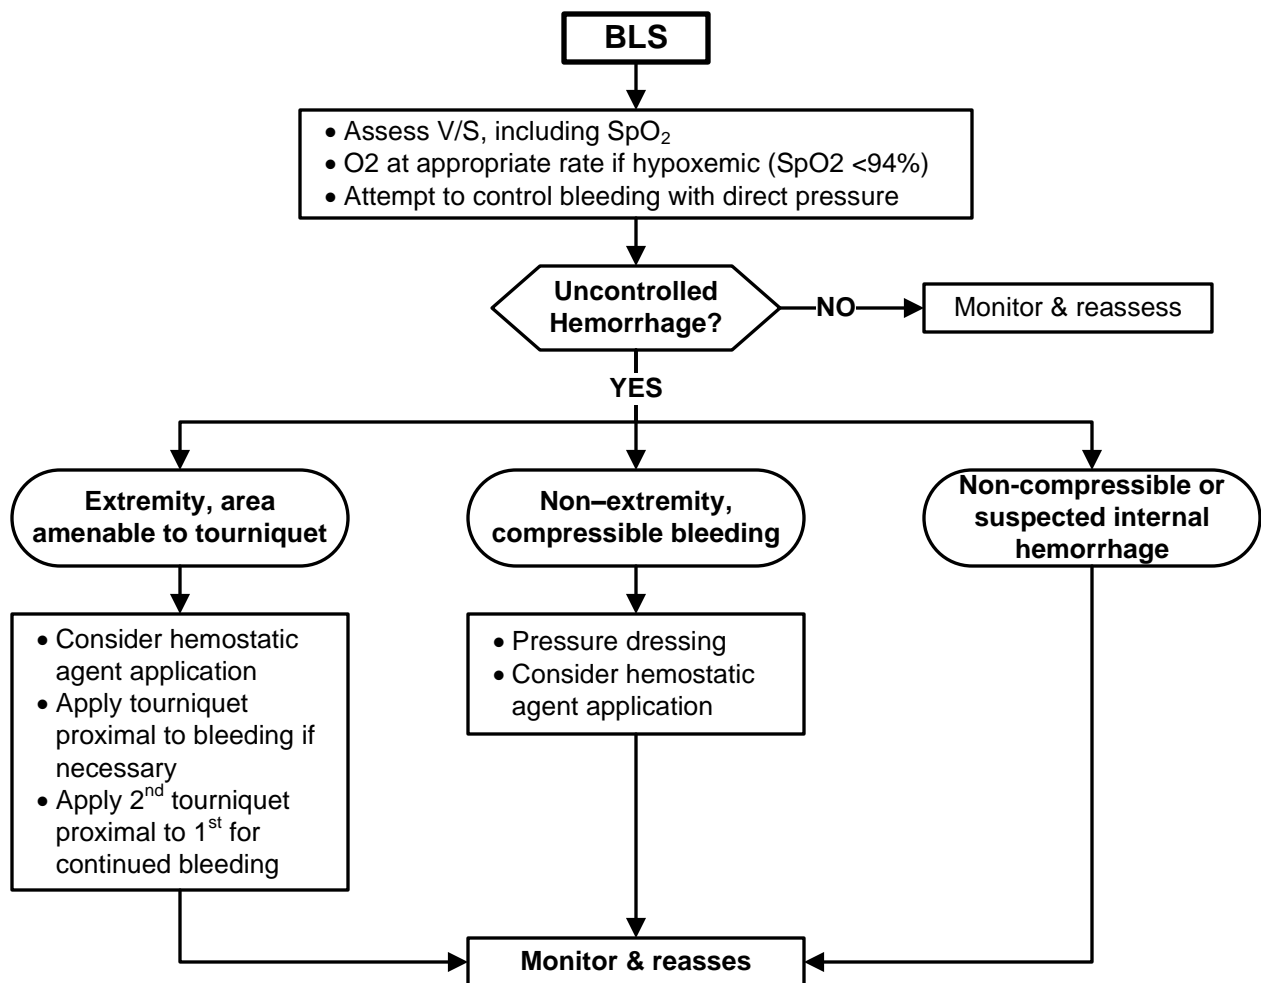 BLS
• Assess V/S, including SpO₂
• O2 at appropriate rate if hypoxemic (SpO2 <94%)
• Attempt to control bleeding with direct pressure
Uncontrolled
Hemorrhage?
NO
Monitor & reassess
YES
Extremity, area
amenable to tourniquet
Non–extremity,
compressible bleeding
Non-compressible or
suspected internal
hemorrhage
• Consider hemostatic
agent application
• Apply tourniquet
proximal to bleeding if
necessary
• Apply 2nd tourniquet
proximal to 1st for
continued bleeding
• Pressure dressing
• Consider hemostatic
agent application
Monitor & reasses